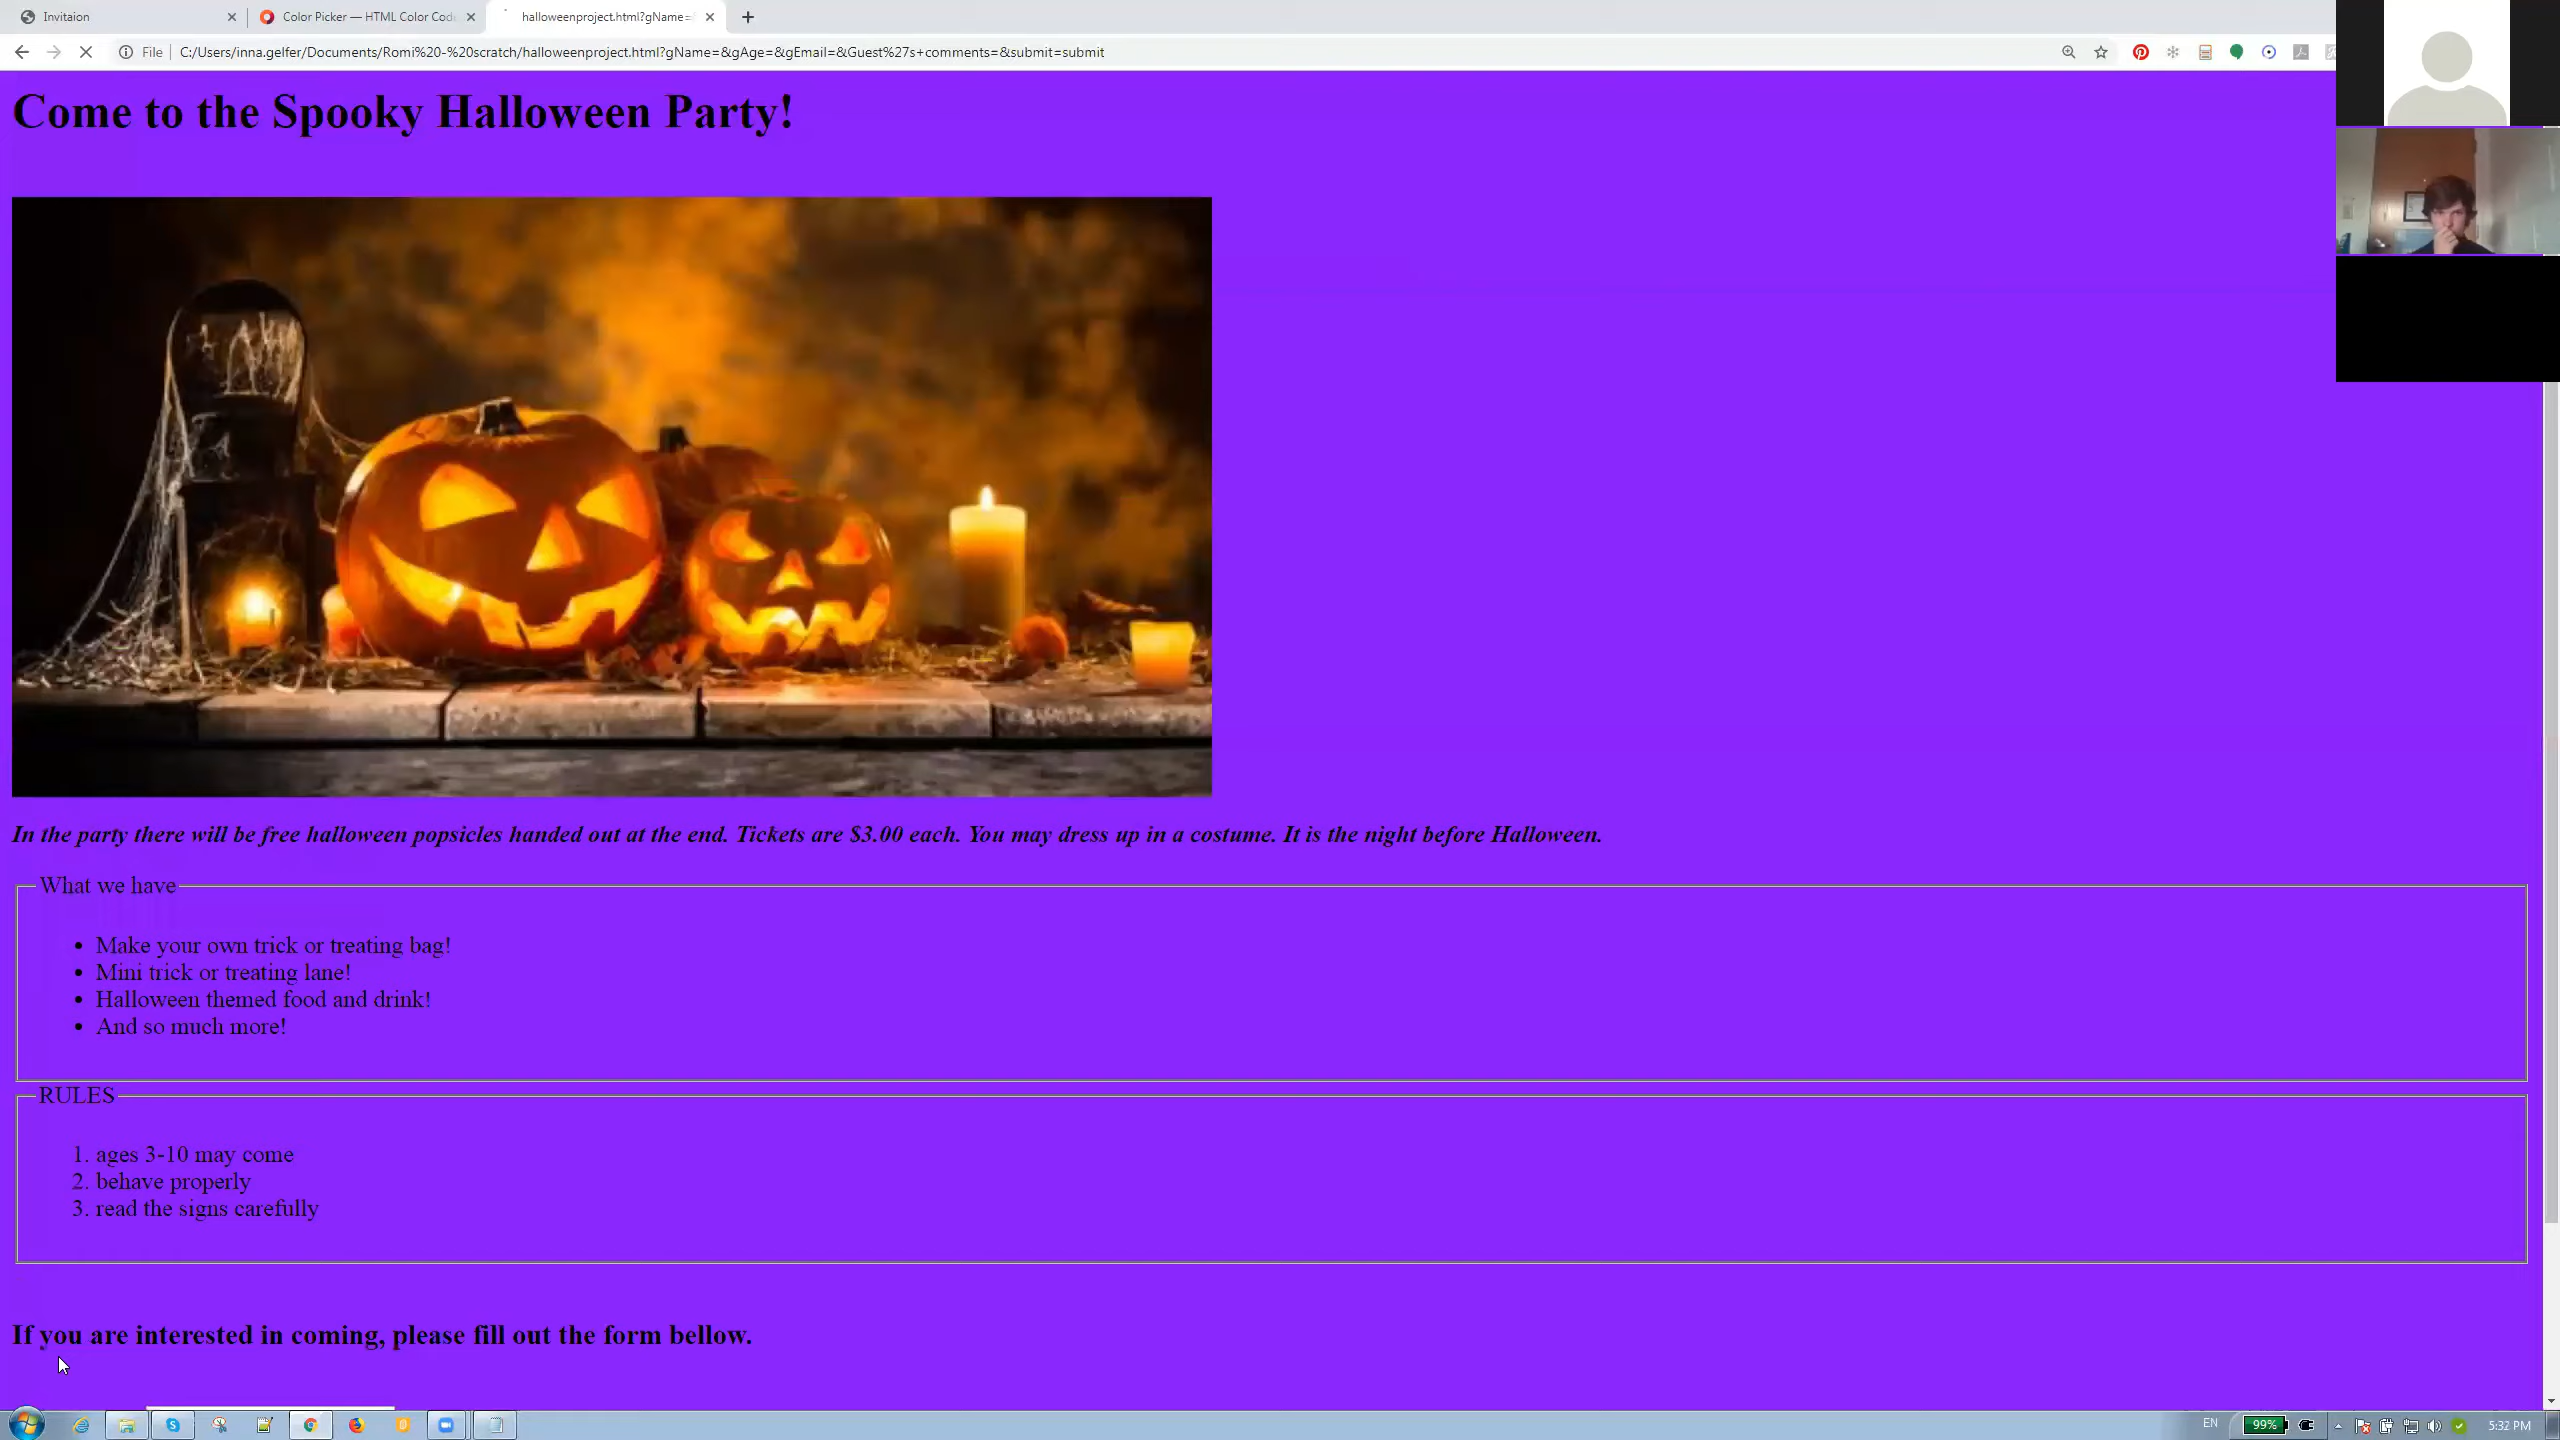 Invitaion
Color Picker — HTML Color Cod
halloweenproject.html?gName=
File
C:/Users/inna.gelfer/Documents/Romi%20-%20scratch/halloweenproject.html?gName=&gAge=&gEmail=&Guest%27s+comments=&submit=submit
Come to the Spooky Halloween Party!
In the party there will be free halloween popsicles handed out at the end. Tickets are $3.00 each. You may dress up in a costume. It is the night before Halloween.
What we have
• Make your own trick or treating bag!
• Mini trick or treating lane!
• Halloween themed food and drink!
• And so much more!
RULES
1. ages 3-10 may come
2. behave properly
3. read the signs carefully
If you are interested in coming, please fill out the form bellow.
EN
99%
5:32 PM